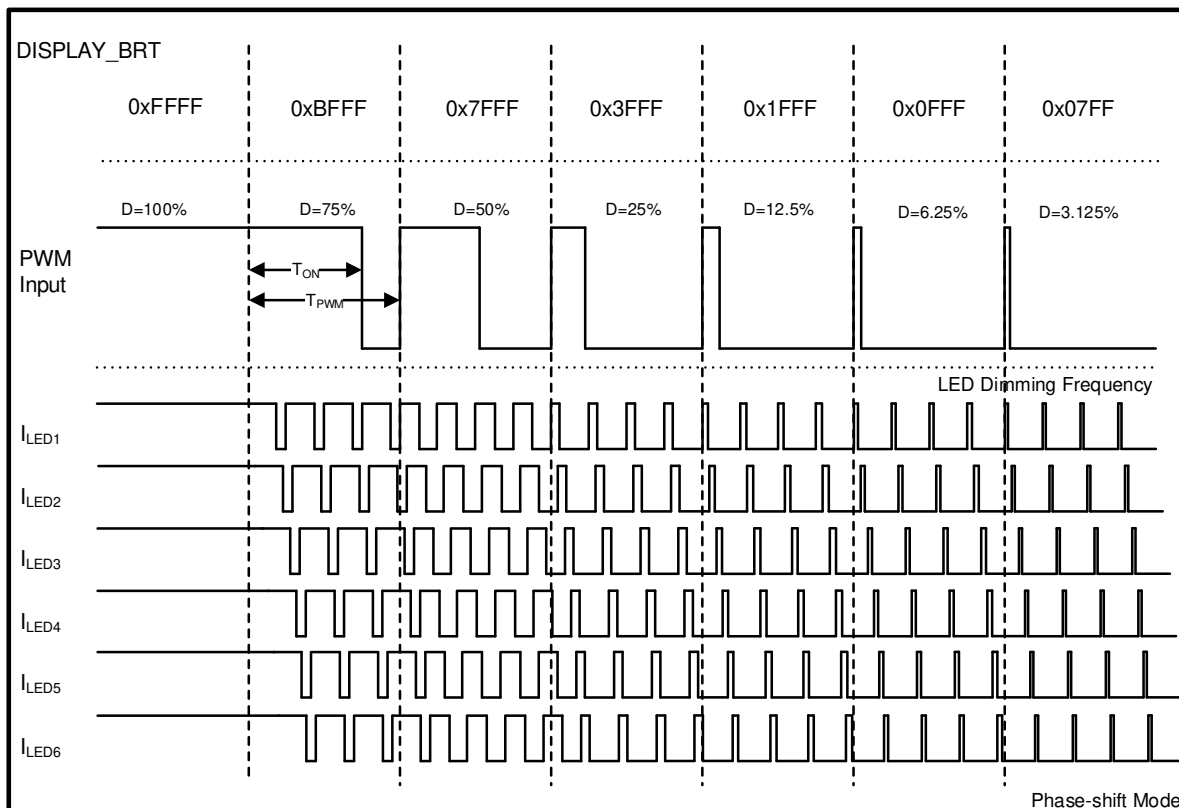 DISPLAY_BRT
0xFFFF 0xBFFF 0x7FFF 0x3FFF 0x1FFF 0x0FFF 0x07FF
D=100% D=75% D=50% D=25% D=12.5% D=6.25% D=3.125%
PWM
Input
TON
TPWM
LED Dimming Frequency
ILED1
ILED2
ILED3
ILED4
ILED5
ILED6
Phase-shift Mode